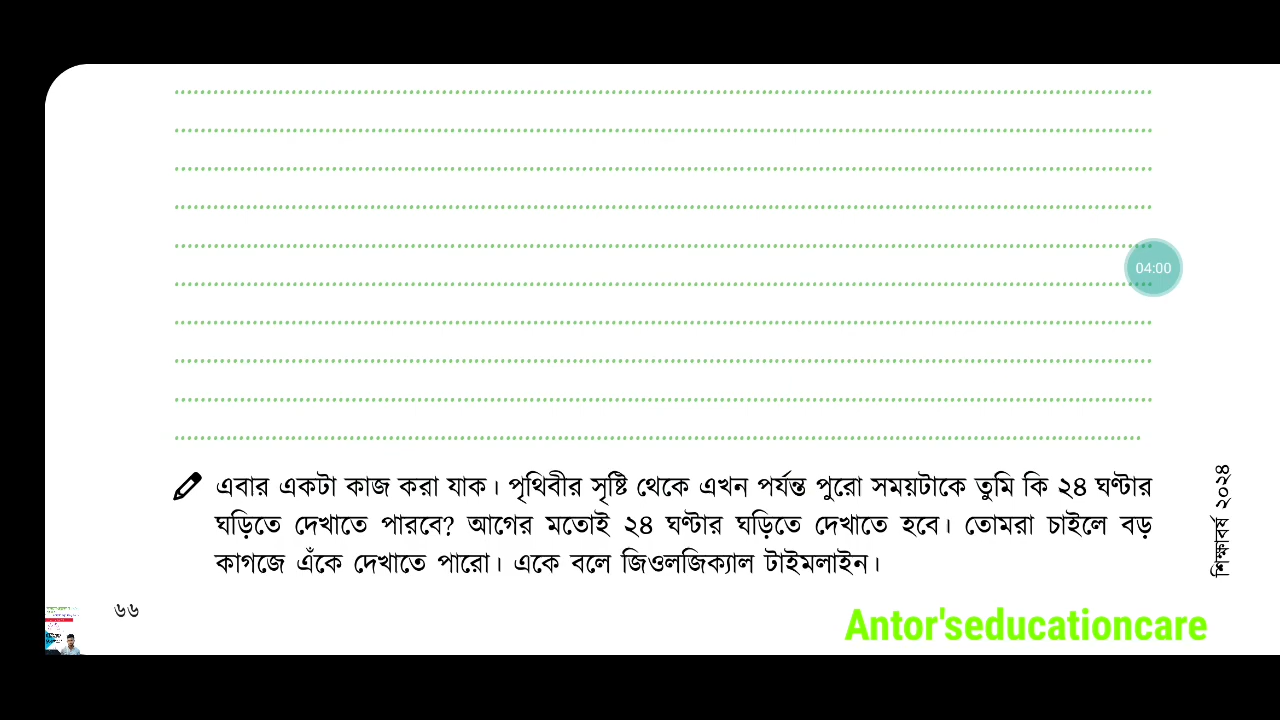 04:00
এবার একটা কাজ করা যাক। পৃথিবীর সৃষ্টি থেকে এখন পর্যন্ত পুরো সময়টাকে তুমি কি ২৪ ঘণ্টার
ঘড়িতে দেখাতে পারবে? আগের মতোই ২৪ ঘণ্টার ঘড়িতে দেখাতে হবে। তোমরা চাইলে বড়
কাগজে এঁকে দেখাতে পারো। একে বলে জিওলজিক্যাল টাইমলাইন।
শিক্ষাবর্ষ ২০২৪
৬৬
Antor'seducationcare